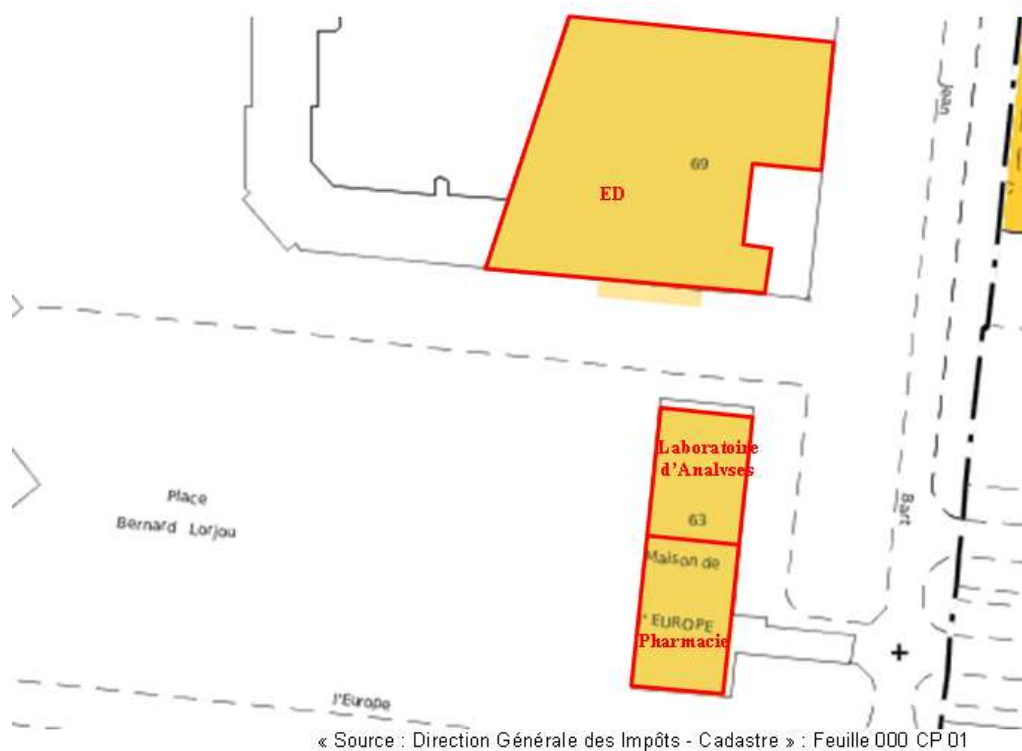 Jean
69
ED
Laboratoire
d'Analyses
Place
Bernard Lorjou
63
Bart
Maison de
' EUROPE
Pharmacie
l'Europe
« Source : Direction Générale des Impôts - Cadastre » : Feuille 000 CP 01